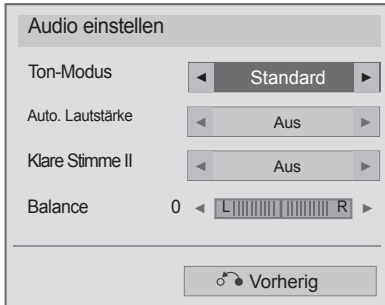 Audio einstellen
Ton-Modus Standard
Auto. Lautstärke Aus
Klare Stimme II Aus
Balance 0 L R
Vorherig